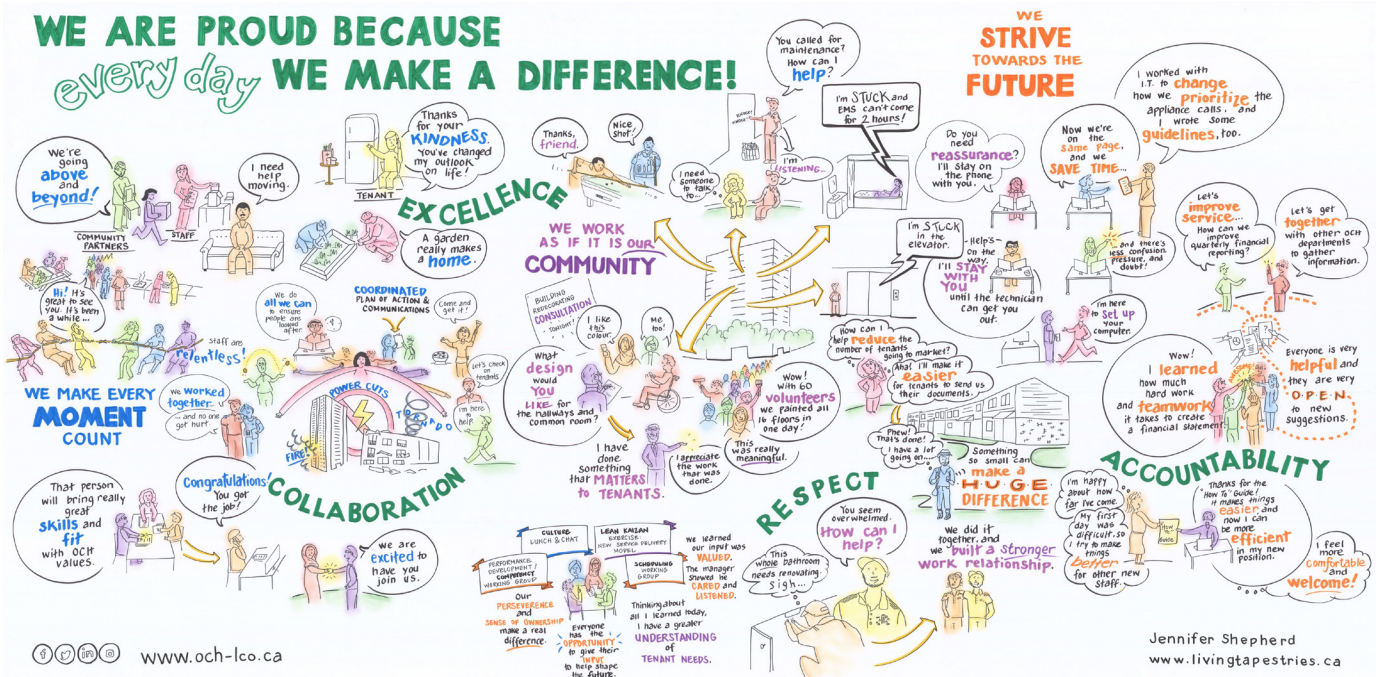 WE ARE PROUD BECAUSE
every day WE MAKE A DIFFERENCE!
We're
going
above
and
beyond!
COMMUNITY
PARTNERS
STAFF
I need
help
moving.
Thanks
for your
KINDNESS.
You've changed
my outlook
on life!
TENANT
EXCELLENCE
A garden
really makes
a home.
Hi! It's
great to see
you. It's been
a while...
We do
all we can
to ensure
people are
looked
after.
COORDINATED
PLAN OF ACTION &
COMMUNICATIONS
Come and
get it!
Staff are
relentless!
WE MAKE EVERY
MOMENT
COUNT
We worked
together...
...and no one
got hurt.
POWER CUTS
TORNADO
FIRE!
Let's check
on
tenants
I'm here
to
help.
COLLABORATION
That person
will bring really
great
skills and
fit
with OCH
values.
Congratulations!
You got
the job!
We are
excited to
have you
join us.
Thanks,
friend.
Nice
shot!
WE WORK
AS IF IT IS OUR
COMMUNITY
You called for
maintenance?
How can I
help?
I need
someone
to talk
to...
I'm
LISTENING...
I'm STUCK and
EMS can't come
for 2 hours!
Do you
need
reassurance?
I'll stay on
the phone
with you.
I'm STUCK
in the
elevator.
-Help's
on the
way.
I'll STAY
WITH
YOU
until the technician
can get you
out.
BUILDING
REDECORATING
CONSULTATION
- TONIGHT! -
I like
this
colour.
Me
too!
What
design
would
YOU
LIKE for
the hallways and
common room?
Wow!
With 60
volunteers
we painted all
16 floors in
one day!
I have
done
something
that MATTERS
to TENANTS.
I appreciate
the work
that was
done.
This
was really
meaningful.
WE
STRIVE
TOWARDS THE
FUTURE
I worked with
I.T. to change
how we prioritize the
appliance calls, and
I wrote some
guidelines, too.
Now we're
on the
same page,
and we
SAVE TIME...
...and there's
less confusion,
pressure, and
doubt!
Let's
improve
service...
How can we
improve
quarterly financial
reporting?
Let's get
together
with other OCH
departments
to gather
information.
I'm here
to set up
your
computer.
How can I
help reduce the
number of tenants
going to market?
Aha! I'll make it
easier
for tenants to send us
their documents.
Phew!
That's done!
I have a lot
going on...
Something
so small can
make a
HUGE
DIFFERENCE
Wow!
I learned
how much
hard work
and teamwork
it takes to create
a financial statement.
Everyone is very
helpful and
they are very
OPEN
to new
suggestions.
ACCOUNTABILITY
I'm happy
about how
far I've come.
My first
day was
difficult, so
I try to make
things
better
for other new
staff.
How
to
Guide
Thanks for the
"How To" Guide!
It makes things
easier and
now I can
be more
efficient
in my new
position.
I feel
more
comfortable
and
welcome!
RESPECT
You seem
overwhelmed.
How can I
help?
This
whole bathroom
needs renovating.
Sigh...
We did it
together, and
we built a stronger
work relationship.
CULTURE
LUNCH & CHAT
LEAN KAIZAN
EXERCISE:
NEW SERVICE DELIVERY
MODEL
PERFORMANCE
DEVELOPMENT/
COMPETENCY
WORKING GROUP
SCHEDULING
WORKING
GROUP
We learned
our input was
VALUED.
The manager
showed he
CARED and
LISTENED.
Our
PERSEVERENCE
and
SENSE OF OWNERSHIP
make a real
difference.
Everyone
has the
OPPORTUNITY
to give their
INPUT
to help shape
the future.
Thinking about
all I learned today,
I have a greater
UNDERSTANDING
of
TENANT NEEDS.
www.och-lco.ca
Jennifer Shepherd
www.livingtapestries.ca